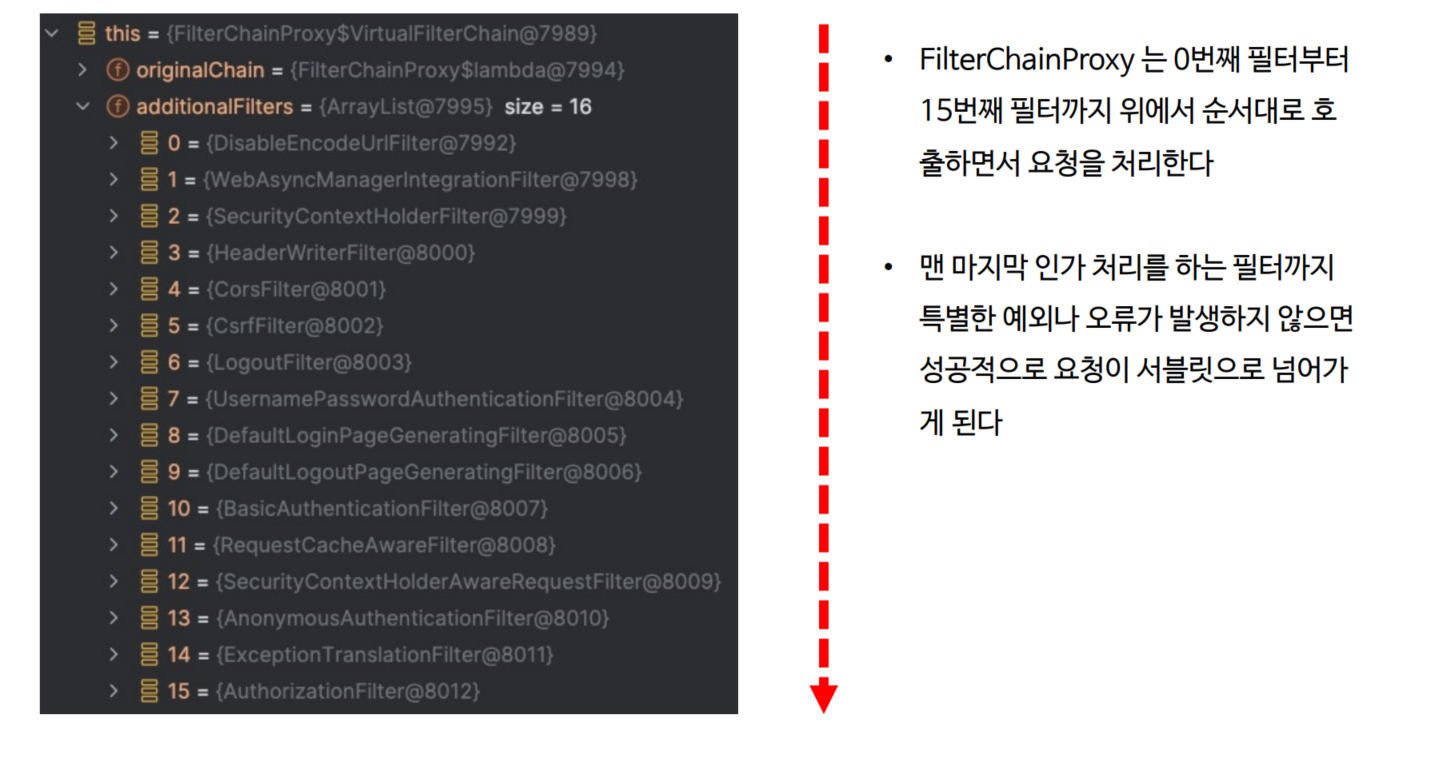 this = {FilterChainProxy$VirtualFilterChain@7989}
originalChain = {FilterChainProxy$lambda@7994}
additionalFilters = {ArrayList@7995} size = 16
0 = {DisableEncodeUrlFilter@7992}
1 = {WebAsyncManagerIntegrationFilter@7998}
2 = {SecurityContextHolderFilter@7999}
3 = {HeaderWriterFilter@8000}
4 = {CorsFilter@8001}
5 = {CsrfFilter@8002}
6 = {LogoutFilter@8003}
7 = {UsernamePasswordAuthenticationFilter@8004}
8 = {DefaultLoginPageGeneratingFilter@8005}
9 = {DefaultLogoutPageGeneratingFilter@8006}
10 = {BasicAuthenticationFilter@8007}
11 = {RequestCacheAwareFilter@8008}
12 = {SecurityContextHolderAwareRequestFilter@8009}
13 = {AnonymousAuthenticationFilter@8010}
14 = {ExceptionTranslationFilter@8011}
15 = {AuthorizationFilter@8012}
• FilterChainProxy 는 0번째 필터부터
15번째 필터까지 위에서 순서대로 호
출하면서 요청을 처리한다
• 맨 마지막 인가 처리를 하는 필터까지
특별한 예외나 오류가 발생하지 않으면
성공적으로 요청이 서블릿으로 넘어가
게 된다